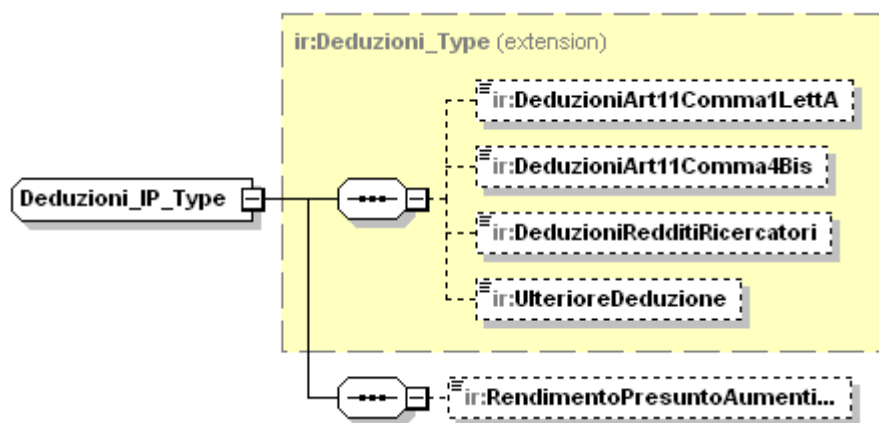 ir:Deduzioni_Type (extension)
ir:DeduzioniArt11Comma1LettA
ir:DeduzioniArt11Comma4Bis
Deduzioni_IP_Type
ir:DeduzioniRedditiRicercatori
ir:UlterioreDeduzione
ir:RendimentoPresuntoAumenti...